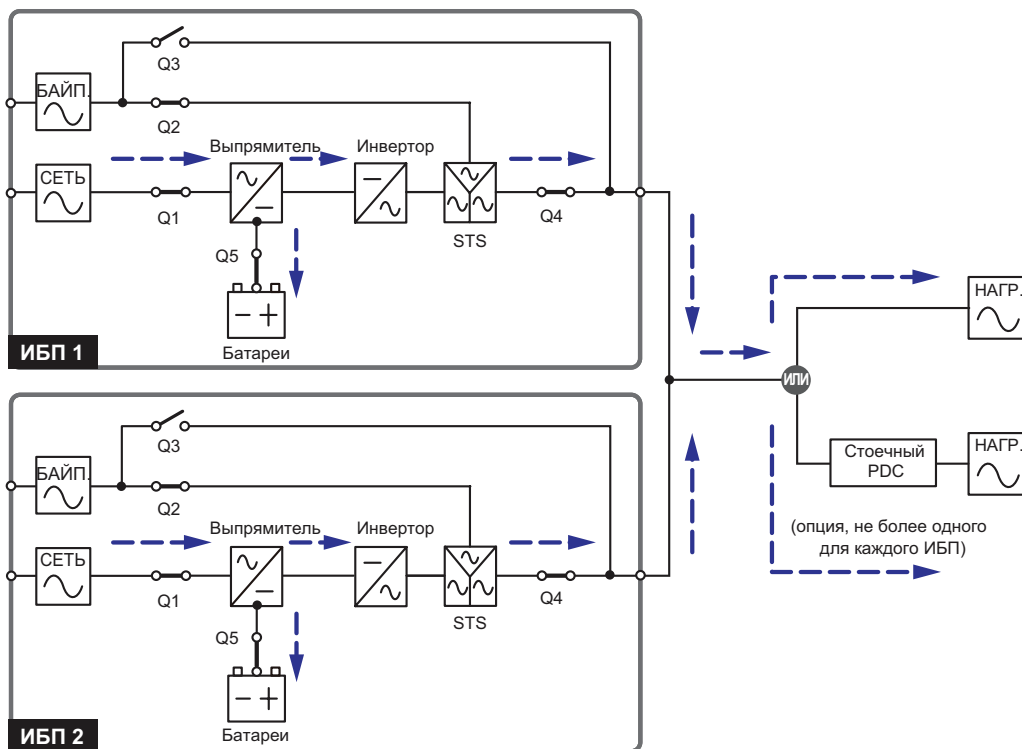 Q3
БАЙП.
Q2
Выпрямитель
Инвертор
СЕТЬ
Q1
STS
Q4
Q5
Батареи
ИБП 1
НАГР.
ИЛИ
Стоечный
PDC
НАГР.
(опция, не более одного
для каждого ИБП)
Q3
БАЙП.
Q2
Выпрямитель
Инвертор
СЕТЬ
Q1
STS
Q4
Q5
Батареи
ИБП 2